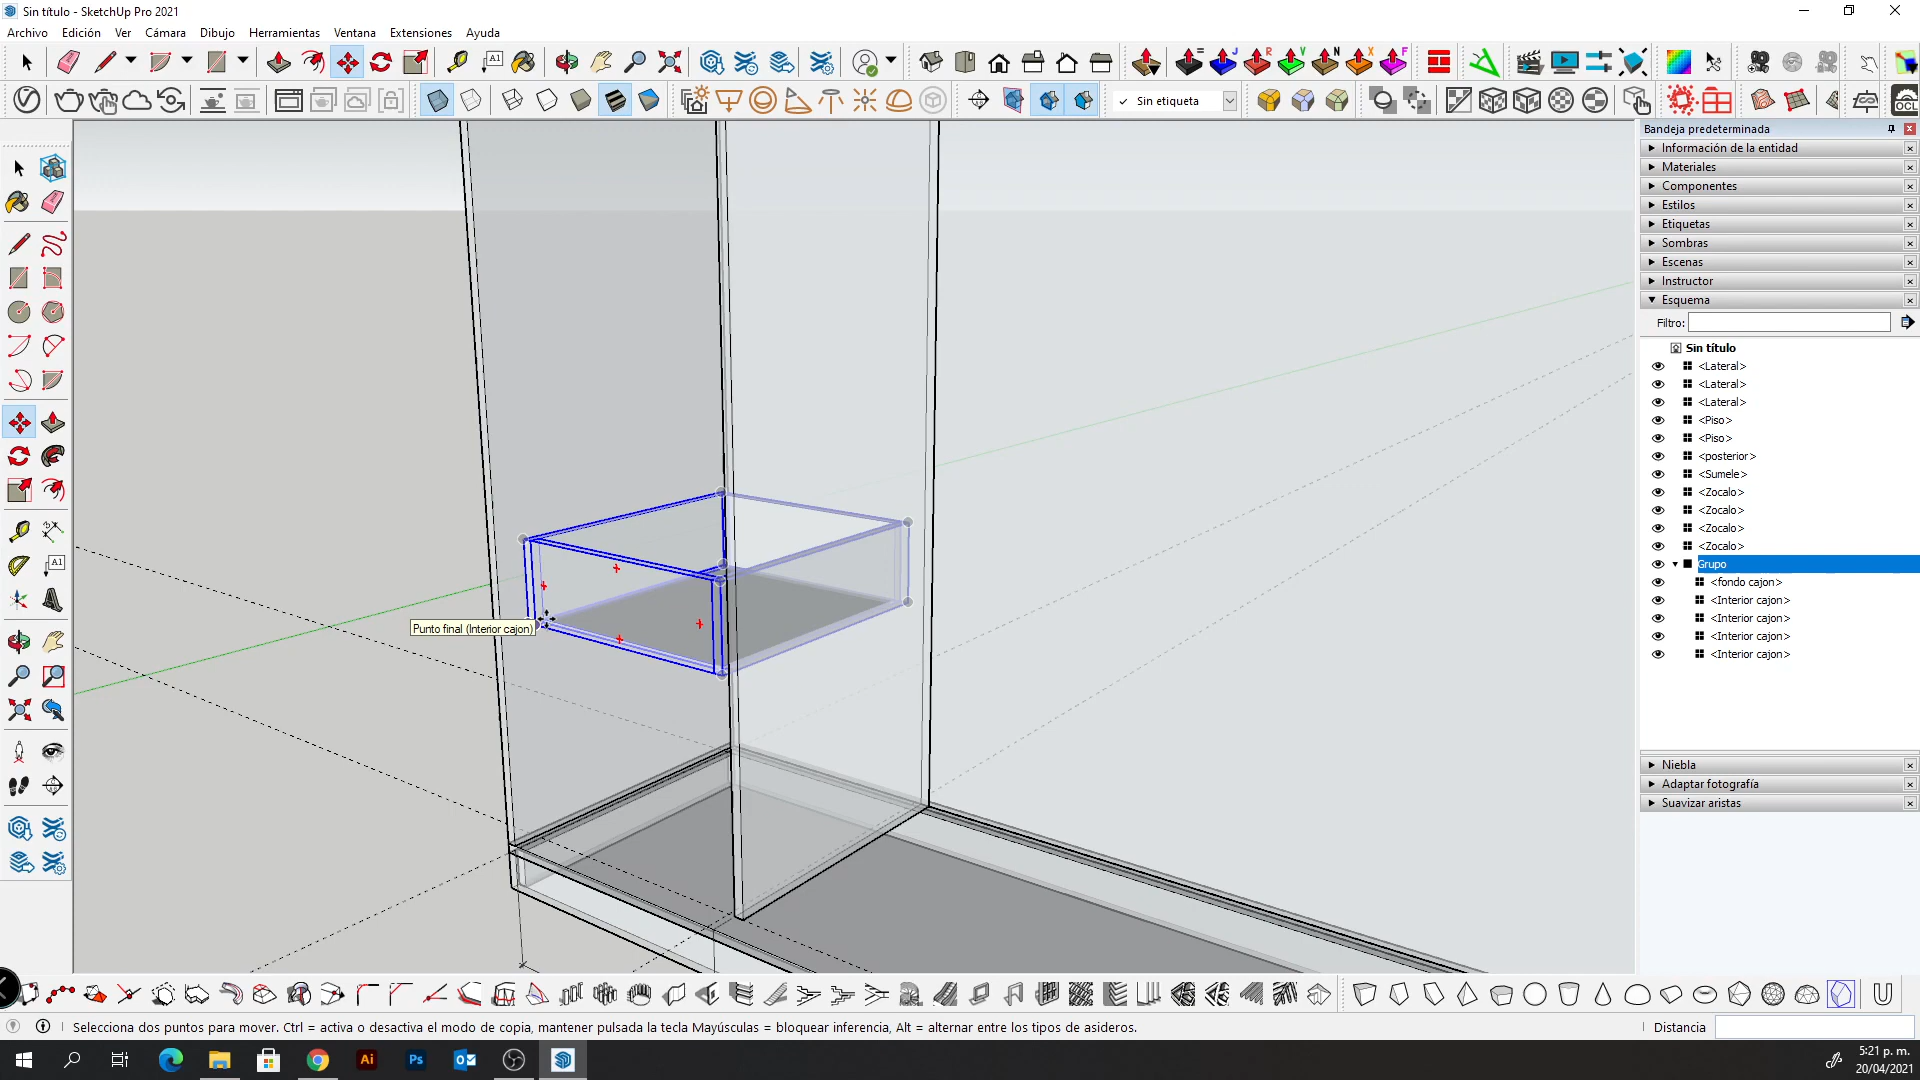 Sin título - SketchUp Pro 2021
Archivo Edición Ver Cámara Dibujo Herramientas Ventana Extensiones Ayuda
A1 = J R V N X F
✓ Sin etiqueta
OCL
Bandeja predeterminada
Información de la entidad
Materiales
Componentes
Estilos
Etiquetas
Sombras
Escenas
Instructor
Esquema
Filtro:
Sin título
<Lateral>
<Lateral>
<Lateral>
<Piso>
<Piso>
<posterior>
<Sumele>
<Zocalo>
<Zocalo>
<Zocalo>
<Zocalo>
Grupo
<fondo cajon>
<Interior cajon>
<Interior cajon>
<Interior cajon>
<Interior cajon>
Niebla
Adaptar fotografía
Suavizar aristas
A1
Punto final (Interior cajon)
Selecciona dos puntos para mover. Ctrl = activa o desactiva el modo de copia, mantener pulsada la tecla Mayúsculas = bloquear inferencia, Alt = alternar entre los tipos de asideros.
Distancia
Ai Ps
5:21 p. m.
20/04/2021